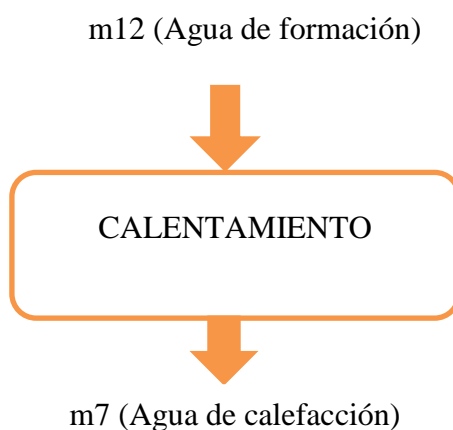 m12 (Agua de formación)
CALENTAMIENTO
m7 (Agua de calefacción)